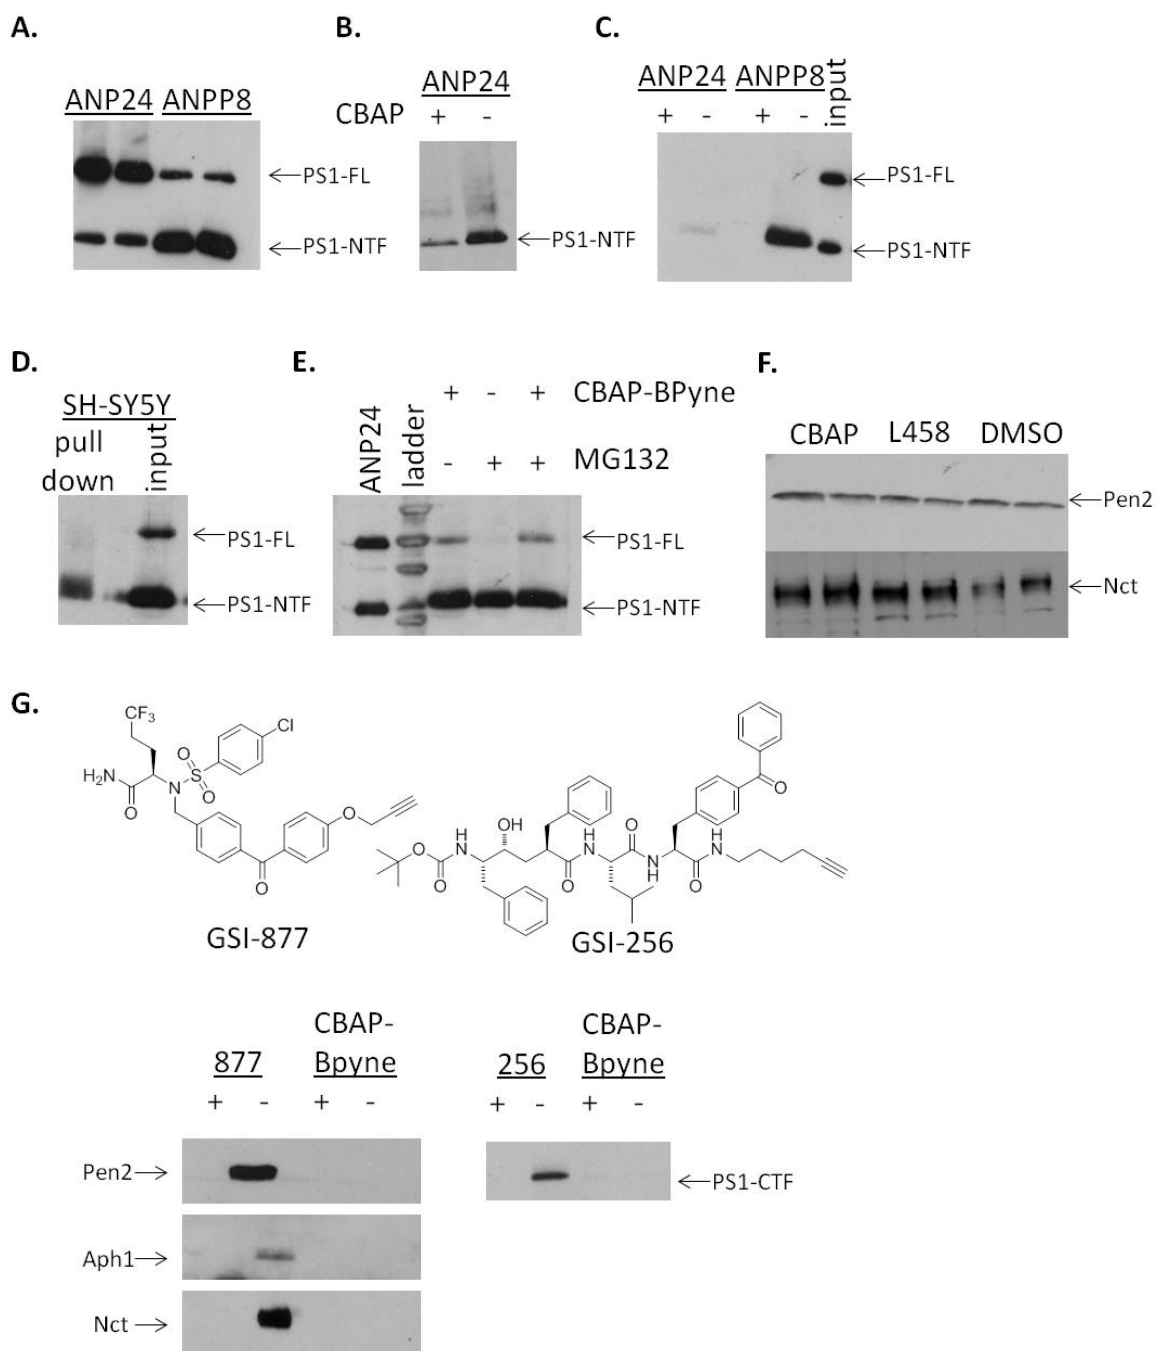 A.
ANP24 ANPP8
←PS1-FL
←PS1-NTF
B.
ANP24
CBAP + -
←PS1-NTF
C.
ANP24 ANPP8 input
+ - + -
←PS1-FL
←PS1-NTF
D.
SH-SY5Y
pull
down
input
←PS1-FL
←PS1-NTF
E.
ANP24
ladder
+ - + CBAP-BPyne
- + + MG132
←PS1-FL
←PS1-NTF
F.
CBAP L458 DMSO
←Pen2
←Nct
G.
CF3
Cl
O
S
O
H2N
N
O
O
O
GSI-877
O
OH
H
N
O
O
H
N
O
O
N
H
O
H
N
GSI-256
877
CBAP-
Bpyne
+ - + -
Pen2→
Aph1→
Nct →
256
CBAP-
Bpyne
+ - + -
←PS1-CTF